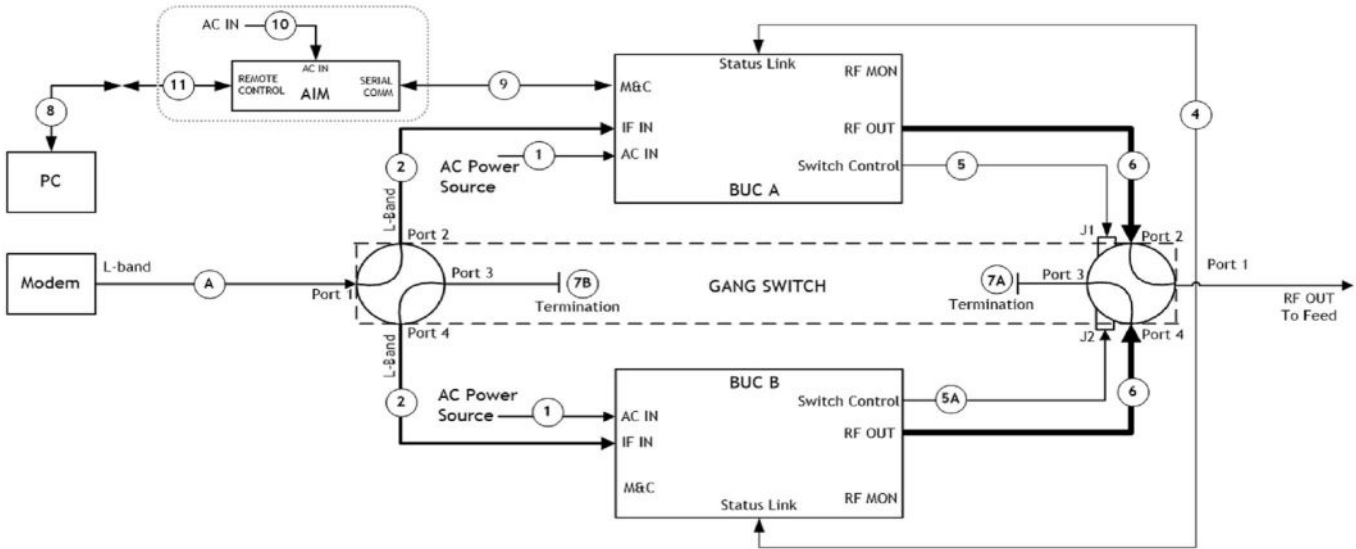 AC IN
10
AC IN
REMOTE
CONTROL
AIM
SERIAL
COMM
11
9
8
PC
Status Link
RF MON
M&C
IF IN
RF OUT
AC IN
Switch Control
BUC A
4
2
AC Power
Source
1
5
6
L-Band
Port 2
J1
Port 2
Modem
L-band
A
Port 1
Port 3
7B
Termination
GANG SWITCH
7A
Termination
Port 3
Port 1
RF OUT
To Feed
Port 4
J2
Port 4
L-Band
2
AC Power
Source
1
BUC B
Switch Control
AC IN
RF OUT
IF IN
M&C
RF MON
Status Link
5A
6